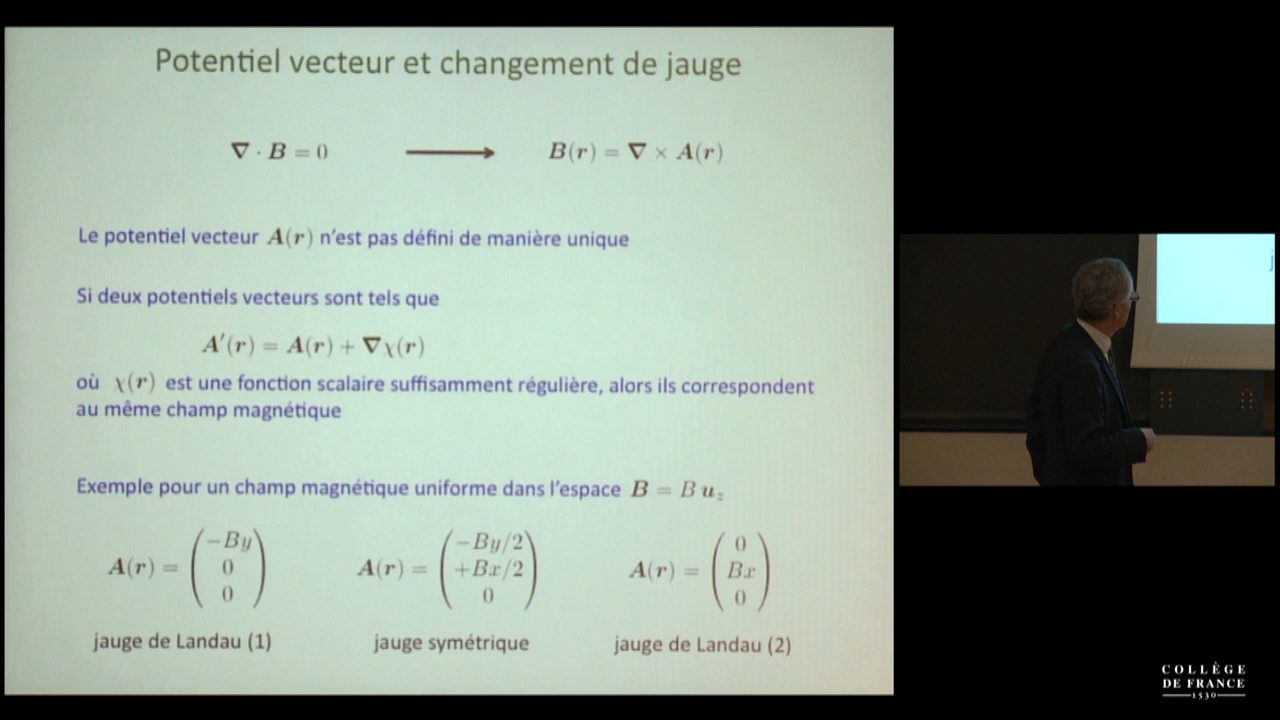 Potentiel vecteur et changement de jauge
∇ · B = 0 ⟶ B(r) = ∇ × A(r)
Le potentiel vecteur A(r) n'est pas défini de manière unique
Si deux potentiels vecteurs sont tels que
A′(r) = A(r) + ∇χ(r)
où χ(r) est une fonction scalaire suffisamment régulière, alors ils correspondent
au même champ magnétique
Exemple pour un champ magnétique uniforme dans l'espace B = B u_z
A(r) = (−By, 0, 0) A(r) = (−By/2, +Bx/2, 0) A(r) = (0, Bx, 0)
jauge de Landau (1) jauge symétrique jauge de Landau (2)
j
COLLÈGE
DE FRANCE
1530